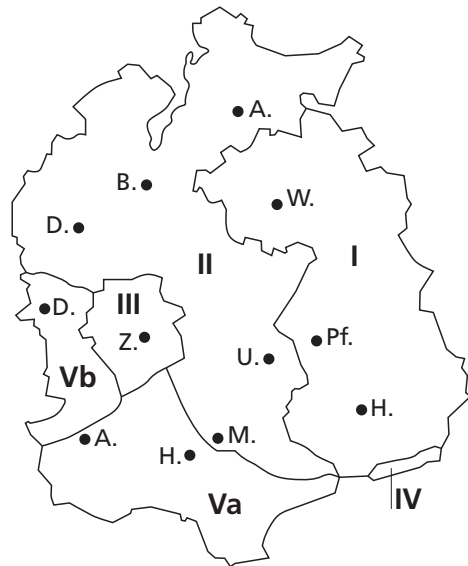 A.
B.
W.
D.
II
I
D.
III
Z.
Pf.
U.
Vb
H.
A.
M.
H.
Va
IV